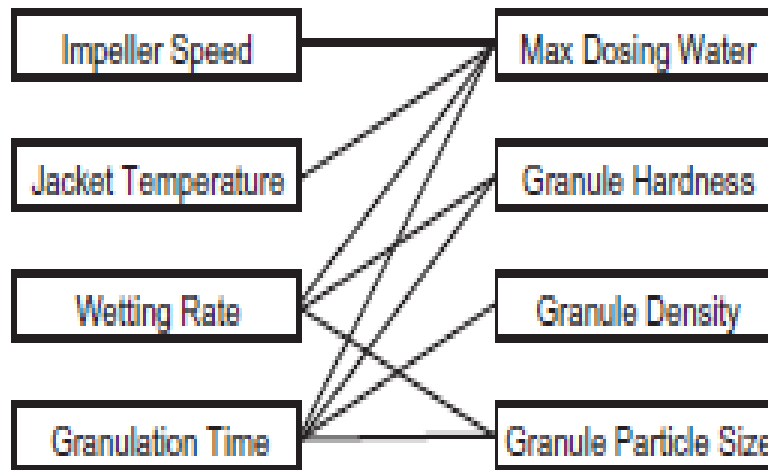 Impeller Speed
Max Dosing Water
Jacket Temperature
Granule Hardness
Wetting Rate
Granule Density
Granulation Time
Granule Particle Size